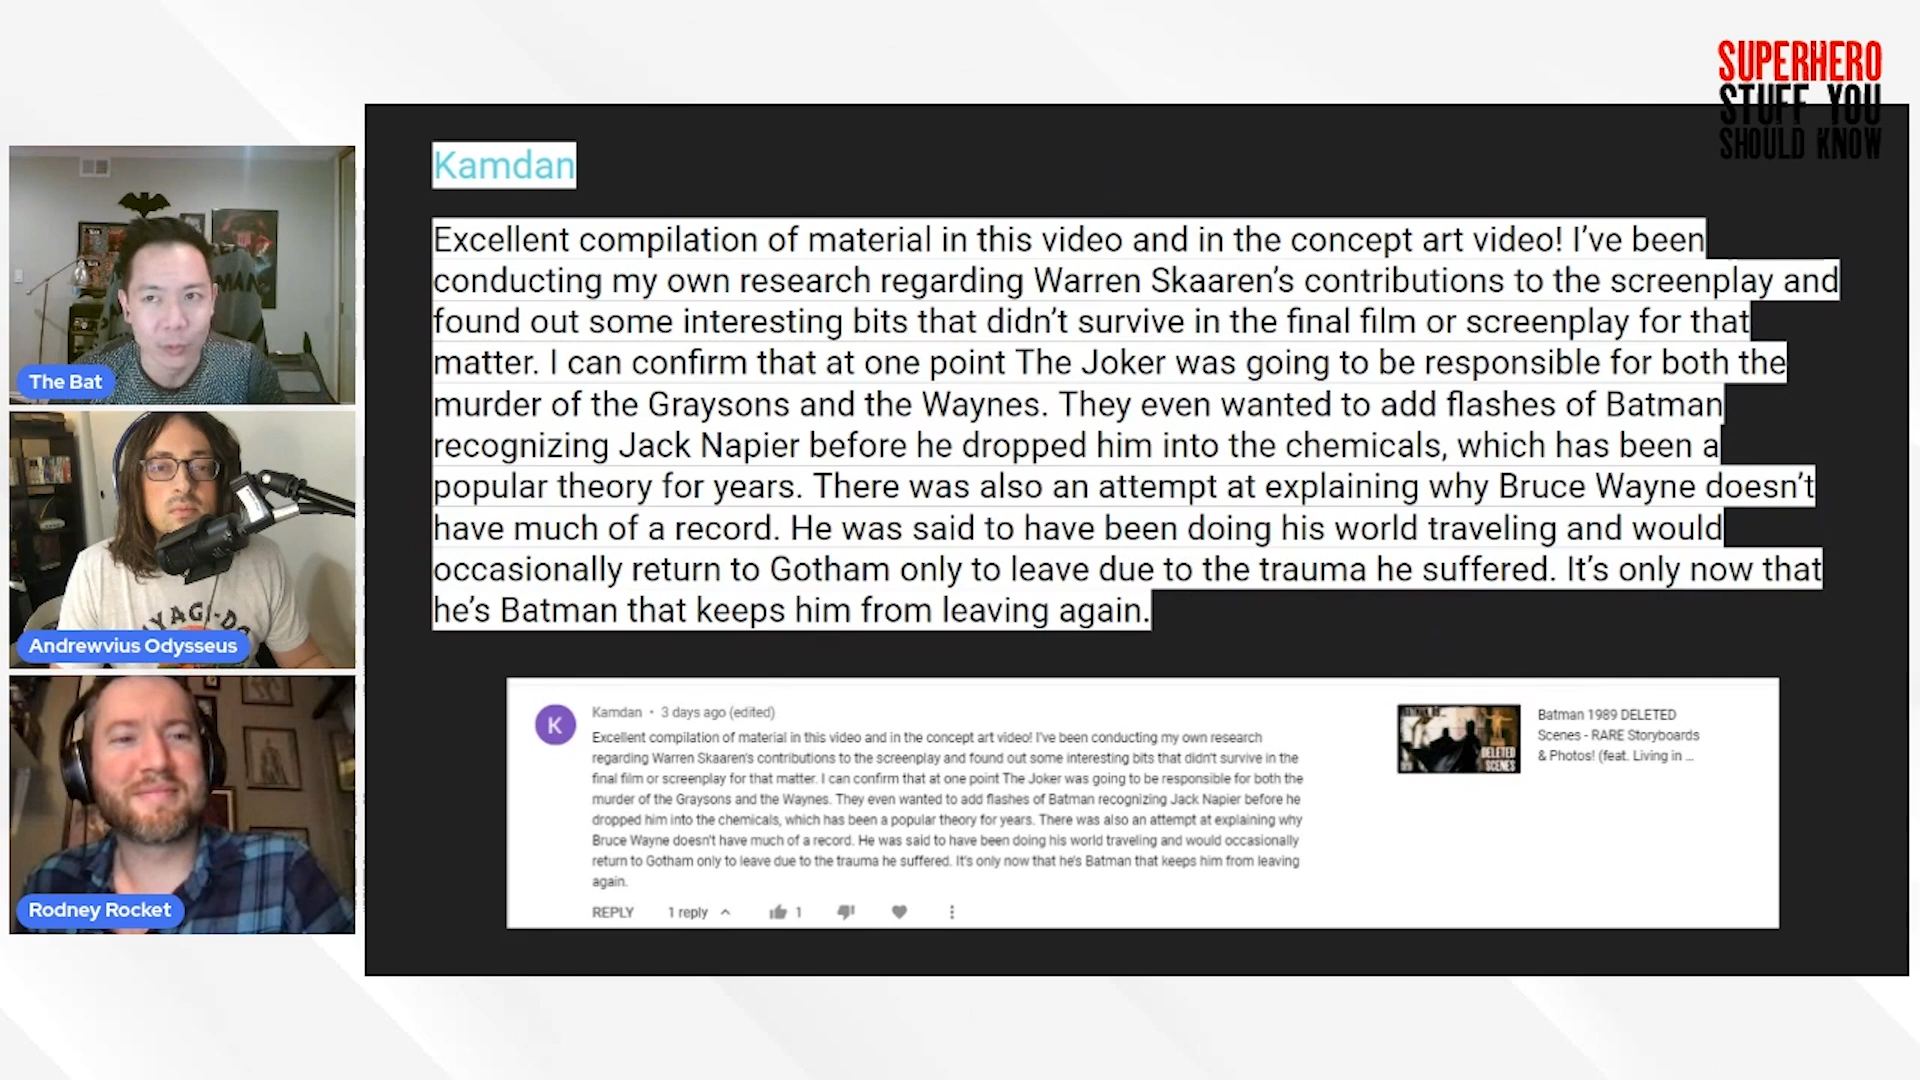 SUPERHERO
STUFF YOU
SHOULD KNOW
Kamdan
Excellent compilation of material in this video and in the concept art video! I’ve been
conducting my own research regarding Warren Skaaren’s contributions to the screenplay and
found out some interesting bits that didn’t survive in the final film or screenplay for that
matter. I can confirm that at one point The Joker was going to be responsible for both the
murder of the Graysons and the Waynes. They even wanted to add flashes of Batman
recognizing Jack Napier before he dropped him into the chemicals, which has been a
popular theory for years. There was also an attempt at explaining why Bruce Wayne doesn’t
have much of a record. He was said to have been doing his world traveling and would
occasionally return to Gotham only to leave due to the trauma he suffered. It’s only now that
he’s Batman that keeps him from leaving again.
The Bat
Andrewvius Odysseus
Rodney Rocket
K
Kamdan • 3 days ago (edited)
Excellent compilation of material in this video and in the concept art video! I've been conducting my own research
regarding Warren Skaaren's contributions to the screenplay and found out some interesting bits that didn't survive in the
final film or screenplay for that matter. I can confirm that at one point The Joker was going to be responsible for both the
murder of the Graysons and the Waynes. They even wanted to add flashes of Batman recognizing Jack Napier before he
dropped him into the chemicals, which has been a popular theory for years. There was also an attempt at explaining why
Bruce Wayne doesn't have much of a record. He was said to have been doing his world traveling and would occasionally
return to Gotham only to leave due to the trauma he suffered. It's only now that he's Batman that keeps him from leaving
again.
REPLY 1 reply 1
DELETED
SCENES
Batman 1989 DELETED
Scenes - RARE Storyboards
& Photos! (feat. Living in ...